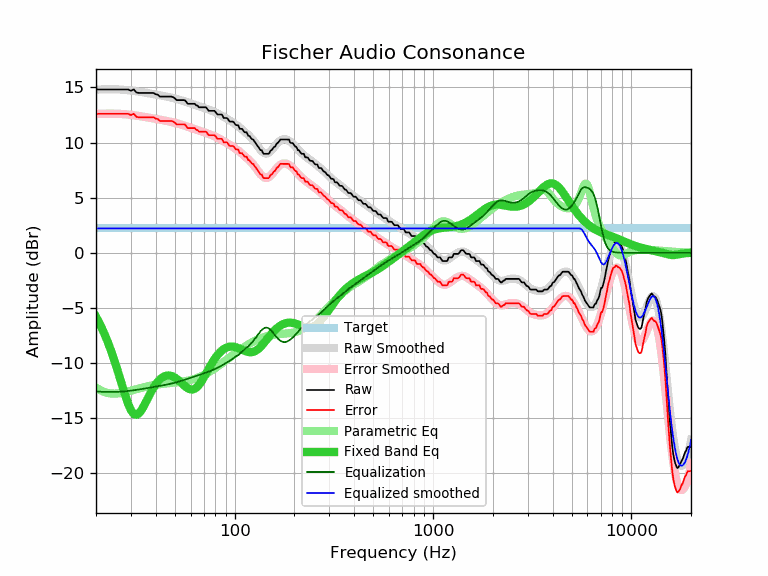 Fischer Audio Consonance
15
10
5
0
−5
−10
−15
−20
Amplitude (dBr)
Target
Raw Smoothed
Error Smoothed
Raw
Error
Parametric Eq
Fixed Band Eq
Equalization
Equalized smoothed
100
1000
10000
Frequency (Hz)